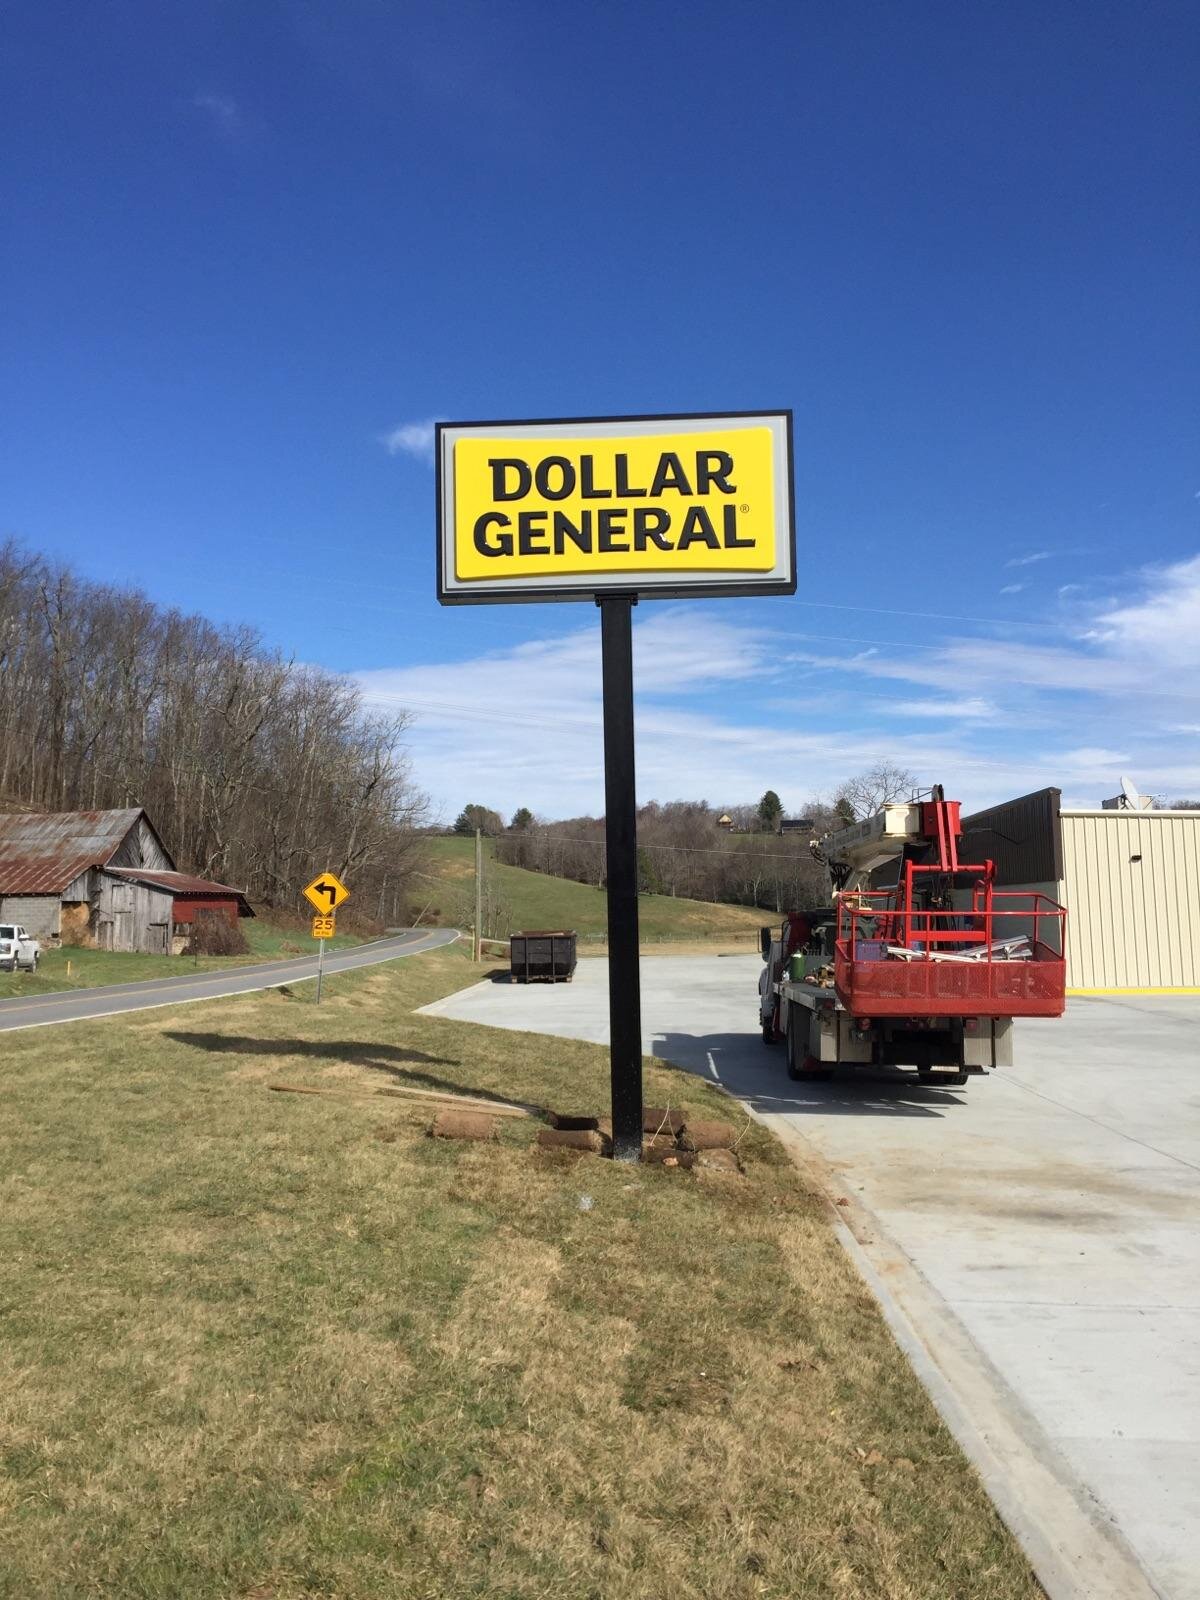 DOLLAR
GENERAL®
25
M.P.H.